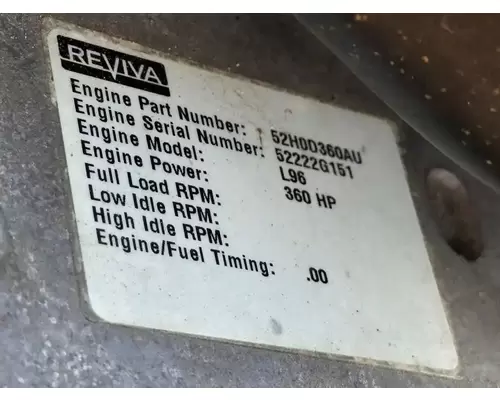 REVIVA
Engine Part Number: 52H0D360AU
Engine Serial Number: 52222G151
Engine Model: L96
Engine Power: 360 HP
Full Load RPM:
Low Idle RPM:
High Idle RPM:
Engine/Fuel Timing: .00